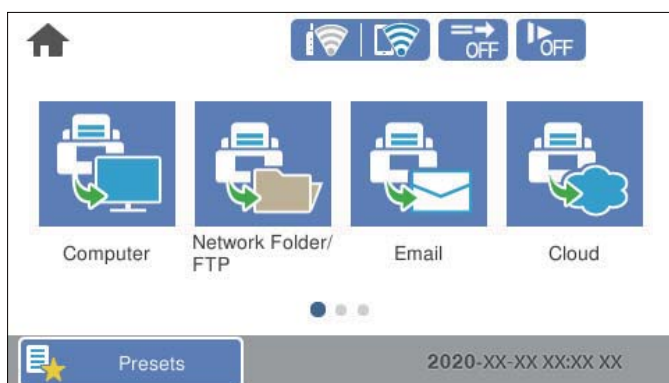 OFF
OFF
Computer
Network Folder/
FTP
Email
Cloud
Presets
2020-XX-XX XX:XX XX